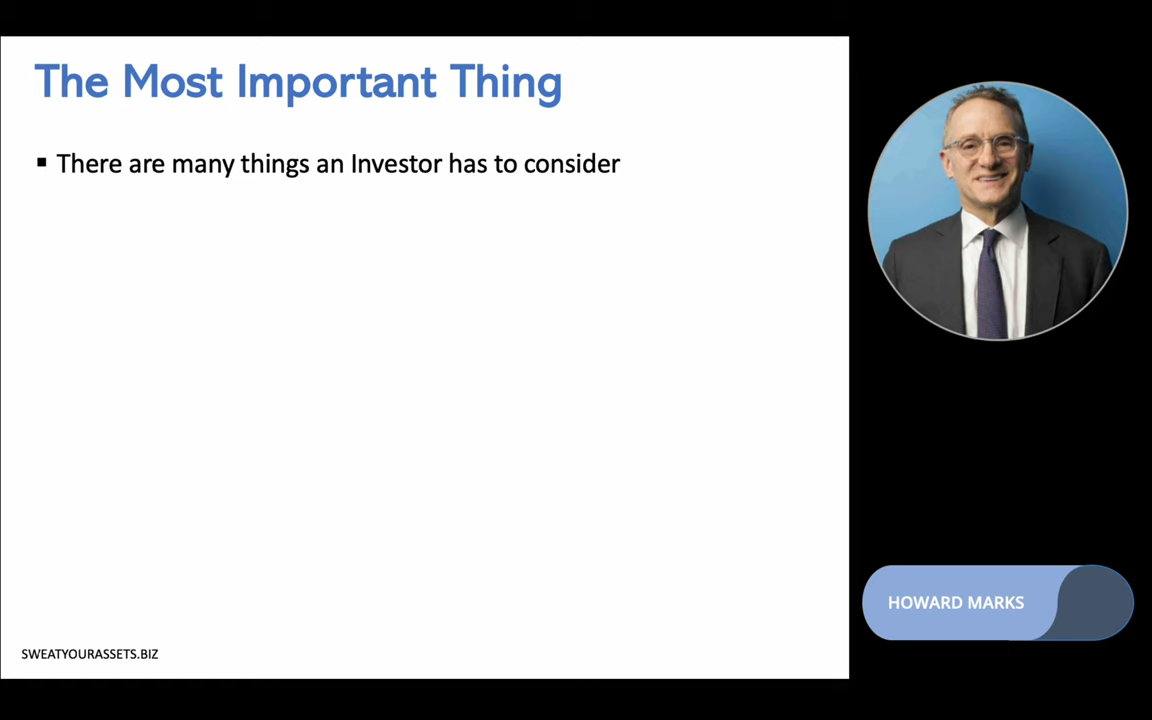 The Most Important Thing
▪ There are many things an Investor has to consider
HOWARD MARKS
SWEATYOURASSETS.BIZ